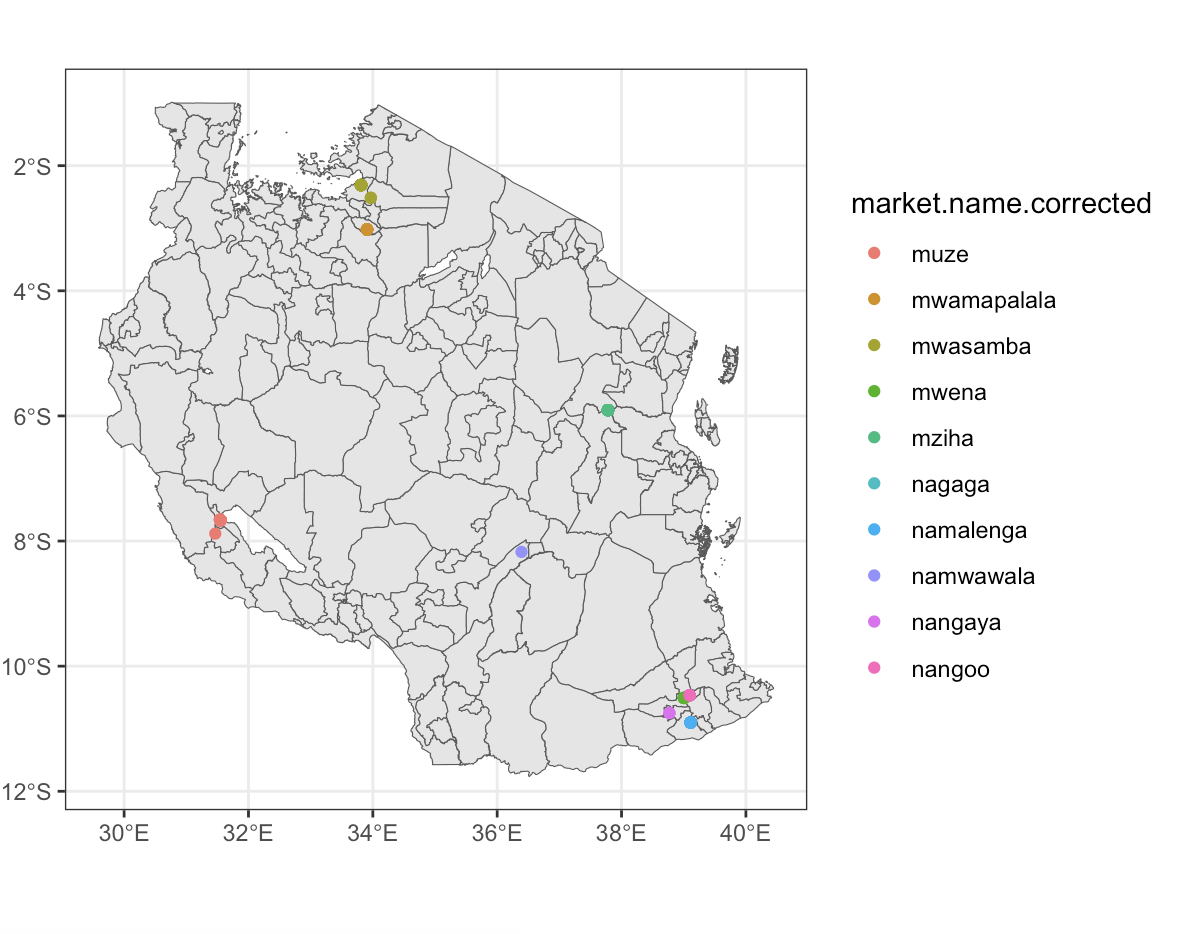 2°S
4°S
6°S
8°S
10°S
12°S
30°E 32°E 34°E 36°E 38°E 40°E
market.name.corrected
muze
mwamapalala
mwasamba
mwena
mziha
nagaga
namalenga
namwawala
nangaya
nangoo